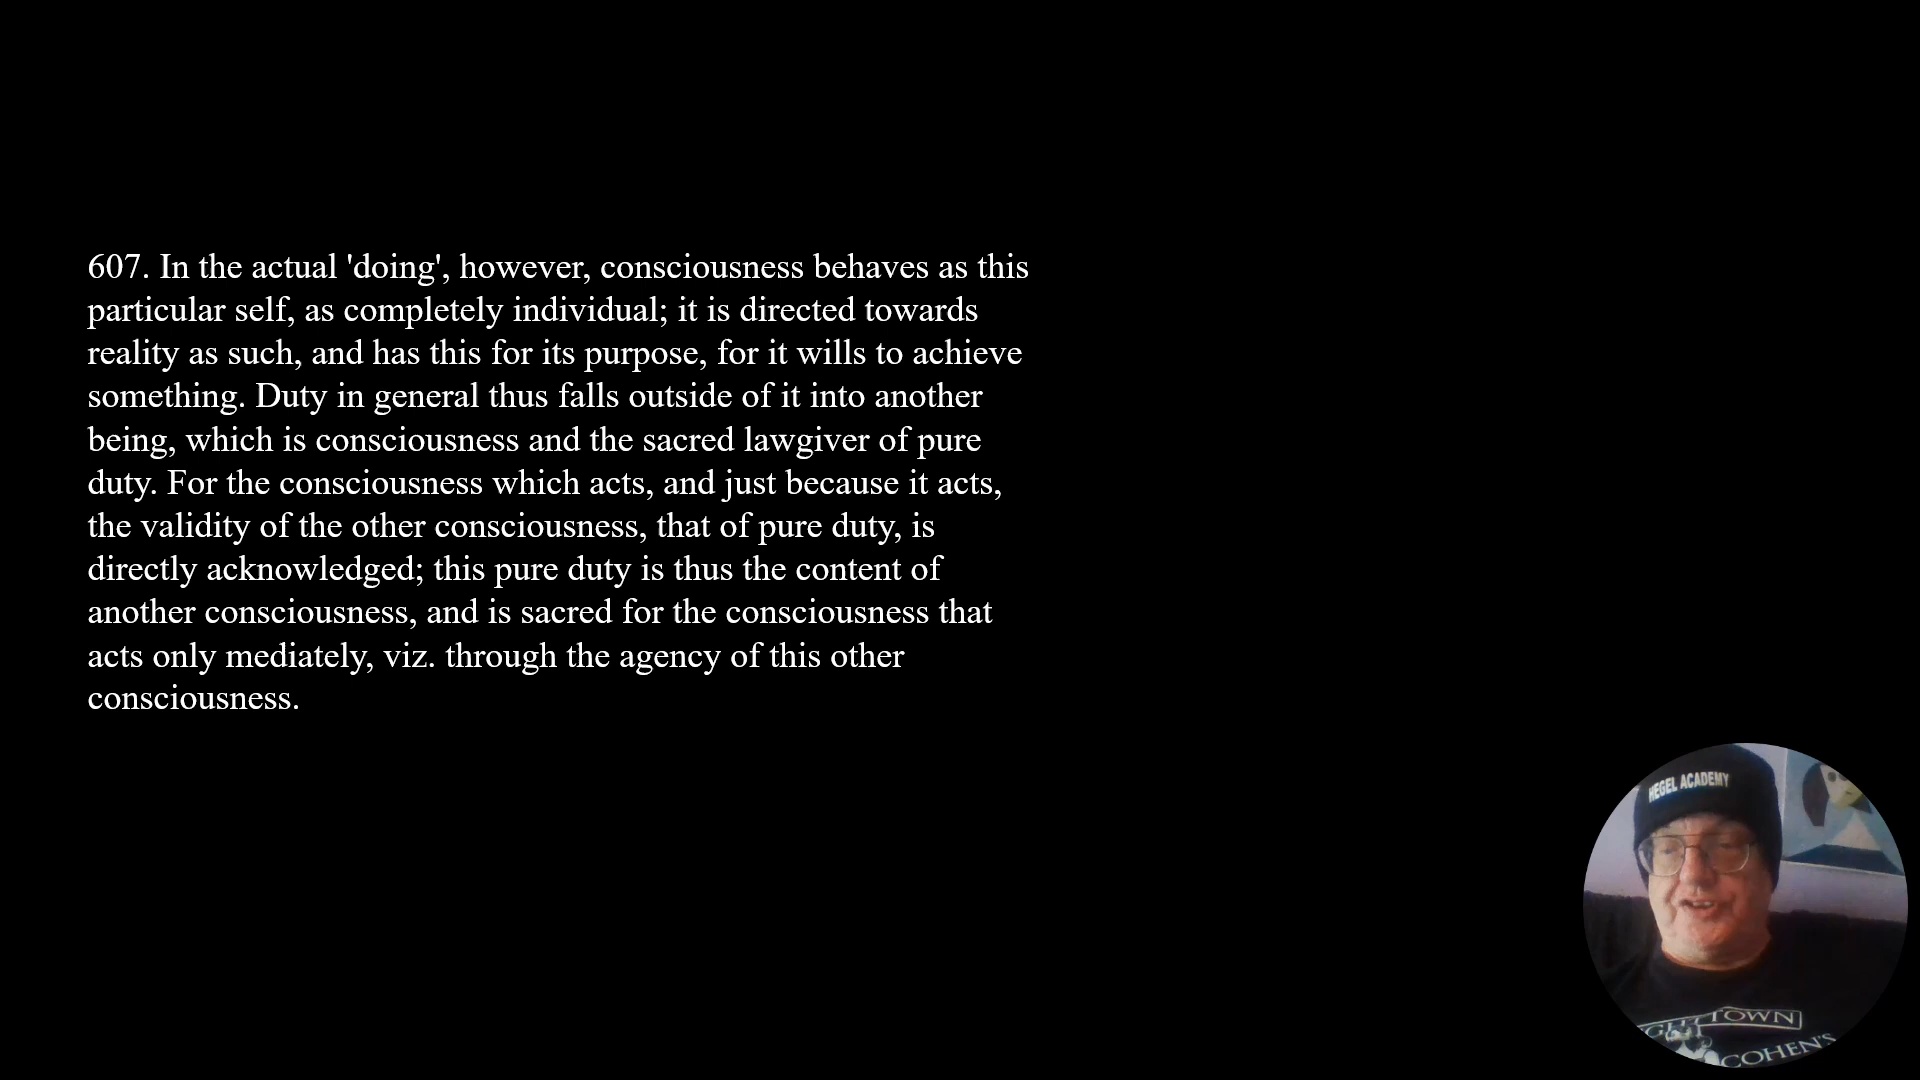 607. In the actual 'doing', however, consciousness behaves as this
particular self, as completely individual; it is directed towards
reality as such, and has this for its purpose, for it wills to achieve
something. Duty in general thus falls outside of it into another
being, which is consciousness and the sacred lawgiver of pure
duty. For the consciousness which acts, and just because it acts,
the validity of the other consciousness, that of pure duty, is
directly acknowledged; this pure duty is thus the content of
another consciousness, and is sacred for the consciousness that
acts only mediately, viz. through the agency of this other
consciousness.
HEGEL ACADEMY
TOWN
COHEN'S